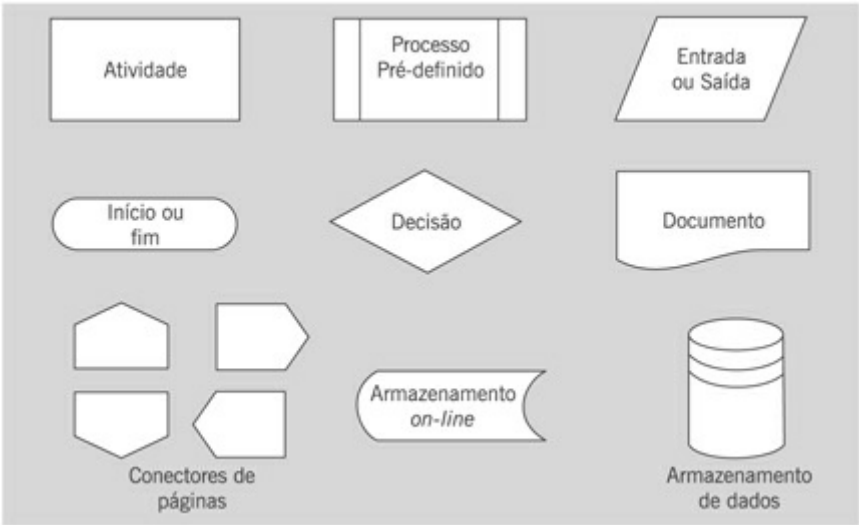 Atividade
Processo
Pré-definido
Entrada
ou Saída
Início ou
fim
Decisão
Documento
Conectores de
páginas
Armazenamento
on-line
Armazenamento
de dados